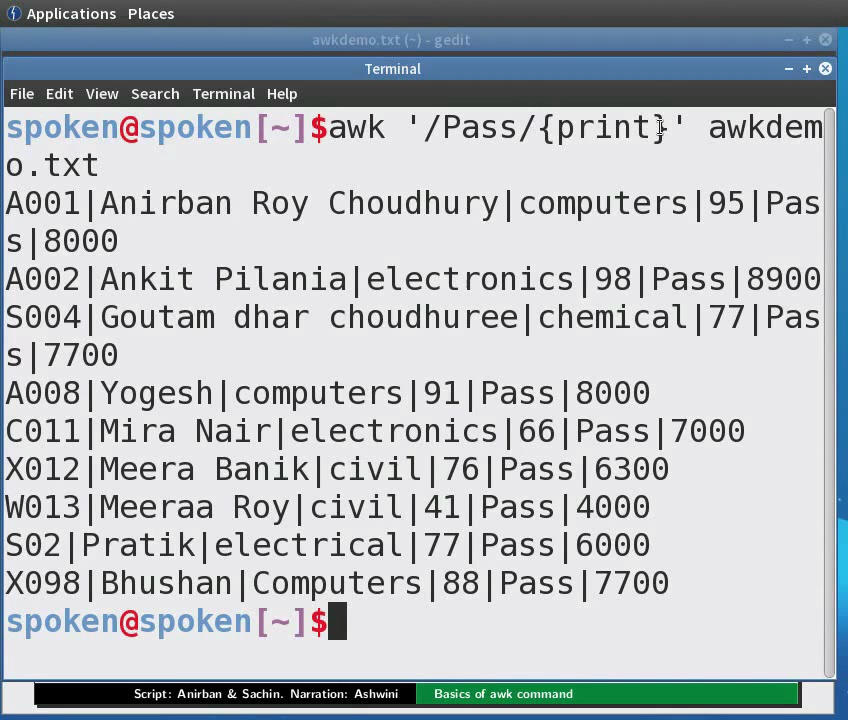 Applications Places
awkdemo.txt (~) - gedit
Terminal
File Edit View Search Terminal Help
spoken@spoken[~]$awk '/Pass/{print}' awkdem
o.txt
A001|Anirban Roy Choudhury|computers|95|Pas
s|8000
A002|Ankit Pilania|electronics|98|Pass|8900
S004|Goutam dhar choudhuree|chemical|77|Pas
s|7700
A008|Yogesh|computers|91|Pass|8000
C011|Mira Nair|electronics|66|Pass|7000
X012|Meera Banik|civil|76|Pass|6300
W013|Meeraa Roy|civil|41|Pass|4000
S02|Pratik|electrical|77|Pass|6000
X098|Bhushan|Computers|88|Pass|7700
spoken@spoken[~]$
Script: Anirban & Sachin. Narration: Ashwini Basics of awk command